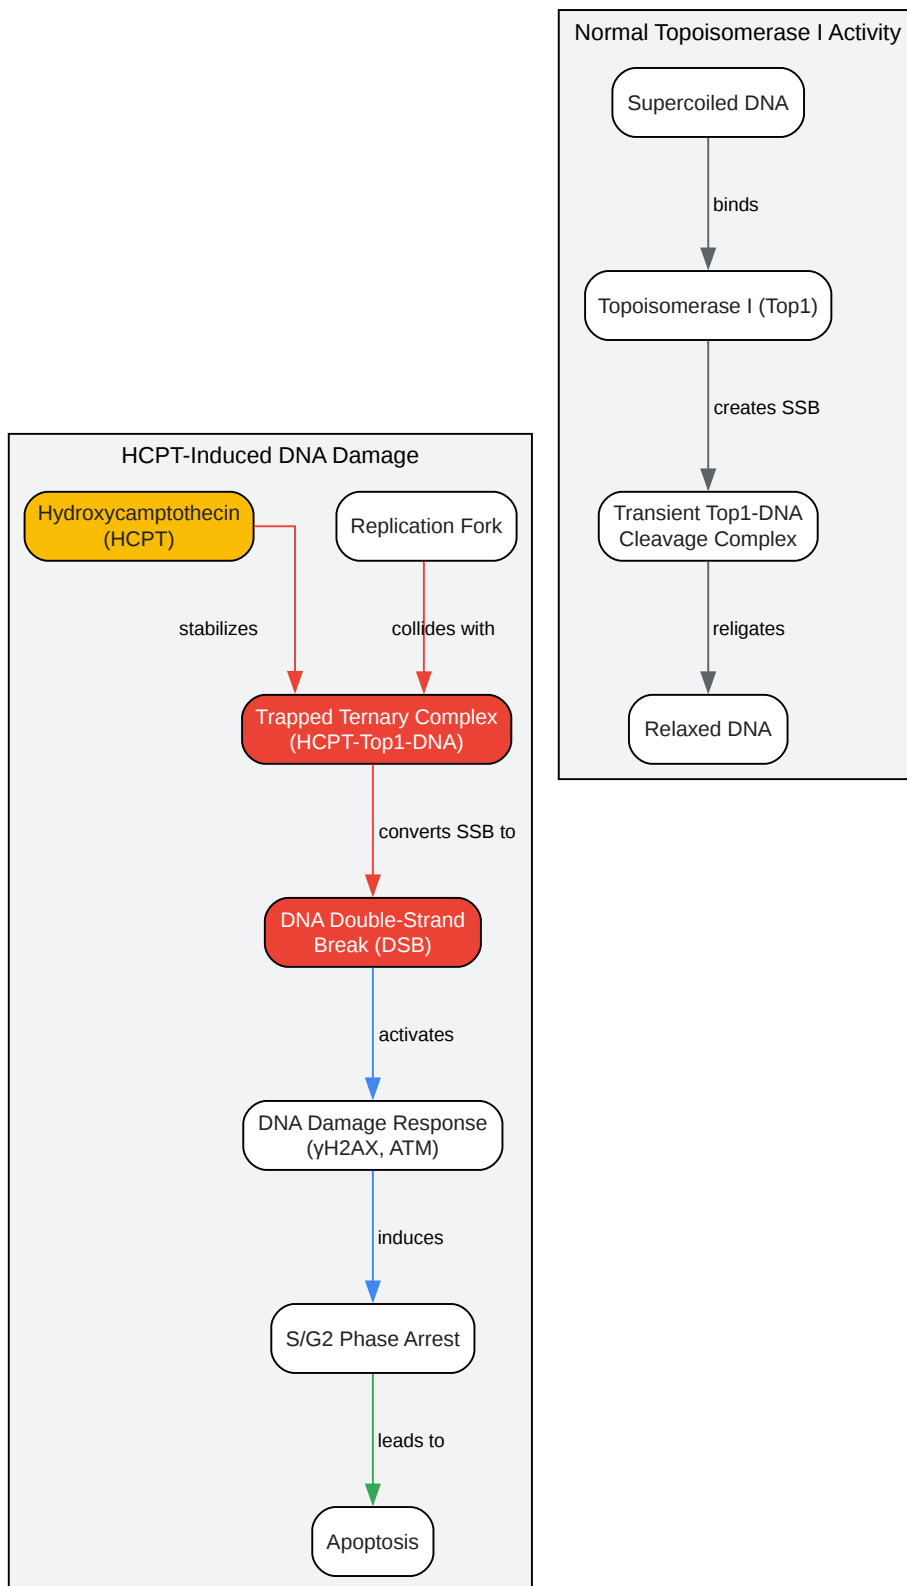 Normal Topoisomerase I Activity
Supercoiled DNA
binds
Topoisomerase I (Top1)
creates SSB
Transient Top1-DNA
Cleavage Complex
religates
Relaxed DNA
HCPT-Induced DNA Damage
Hydroxycamptothecin
(HCPT)
Replication Fork
stabilizes
collides with
Trapped Ternary Complex
(HCPT-Top1-DNA)
converts SSB to
DNA Double-Strand
Break (DSB)
activates
DNA Damage Response
(γH2AX, ATM)
induces
S/G2 Phase Arrest
leads to
Apoptosis